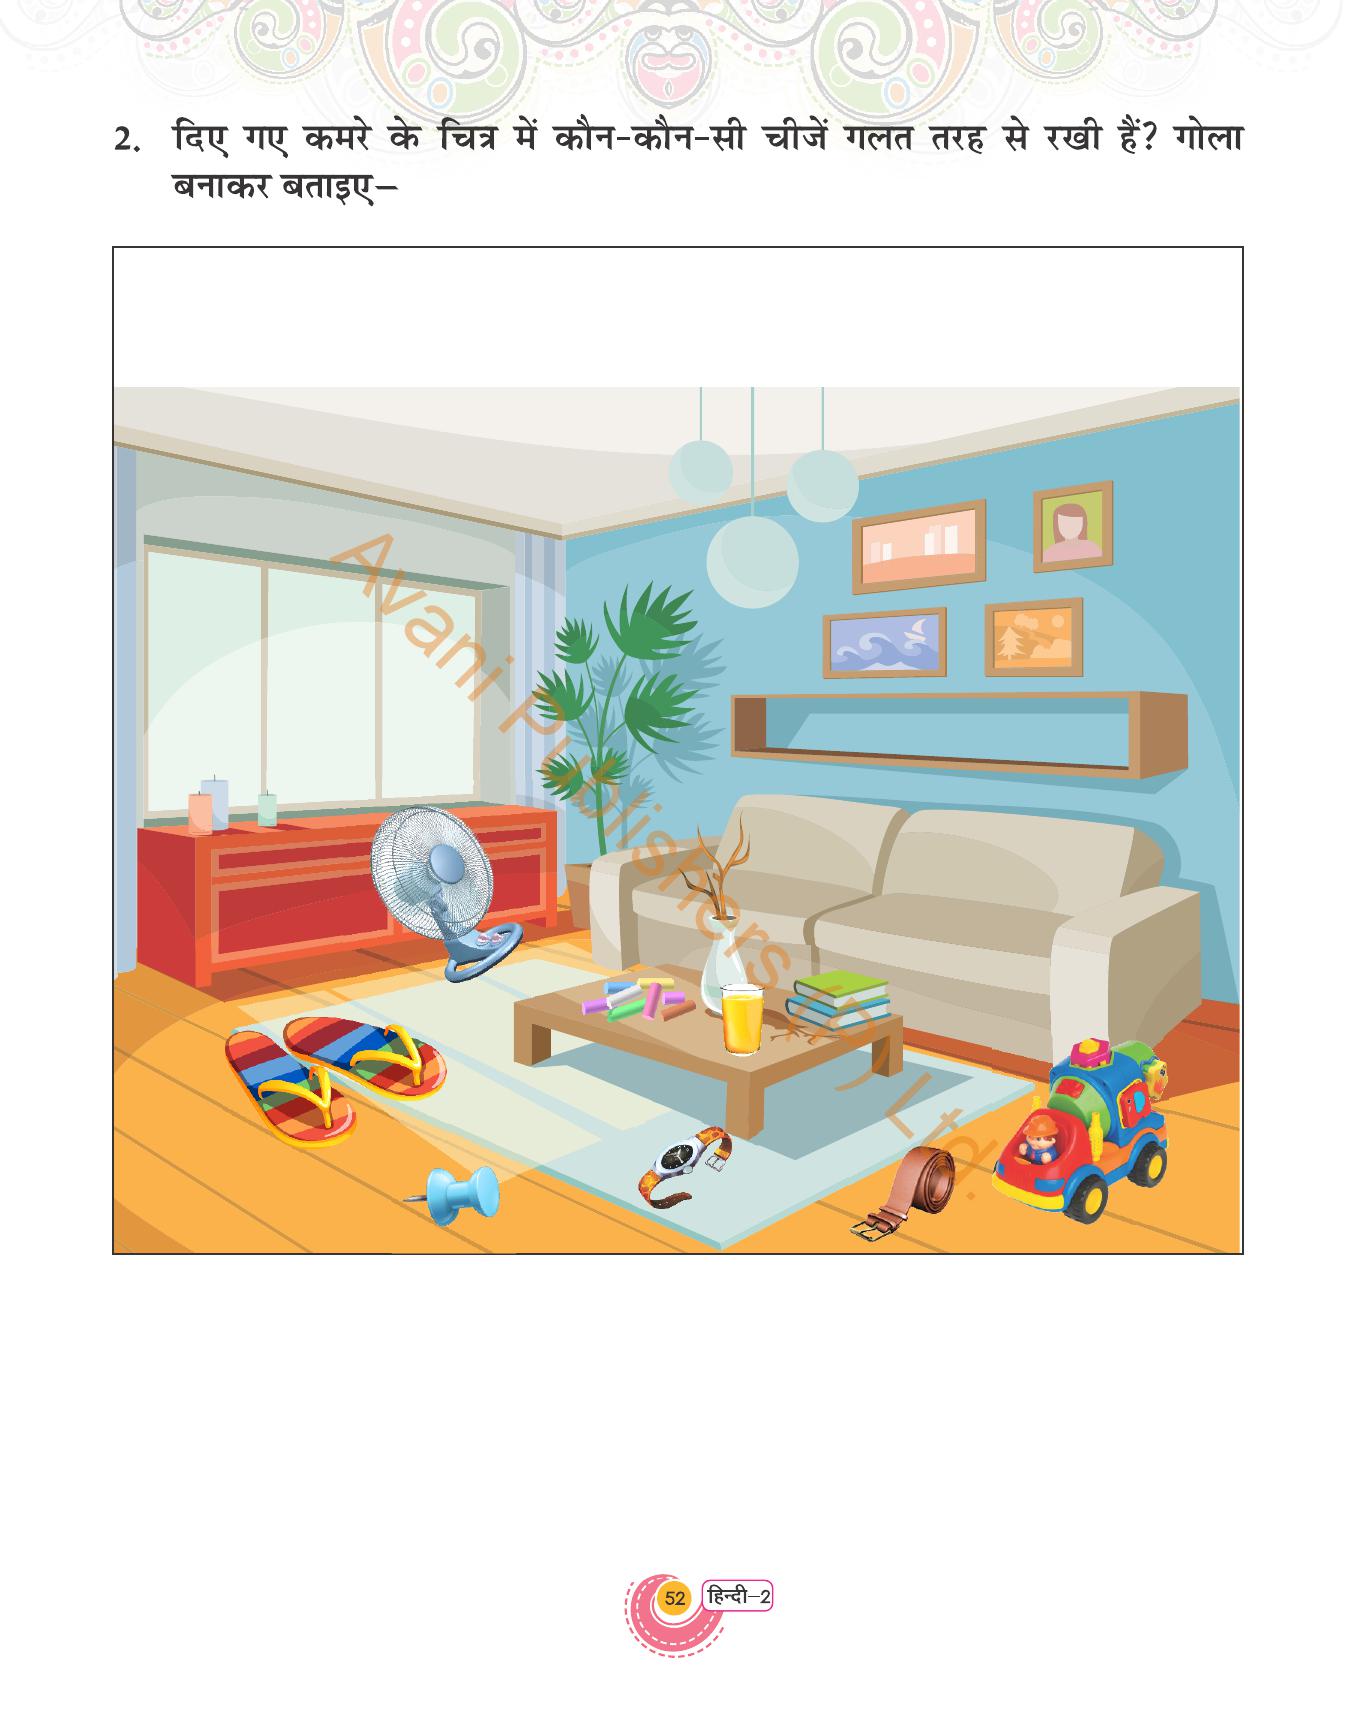 2. दिए गए कमरे के चित्र में कौन-कौन-सी चीजें गलत तरह से रखी हैं? गोला
बनाकर बताइए–
Avani Publishers (P) Ltd.
52 हिन्दी–2